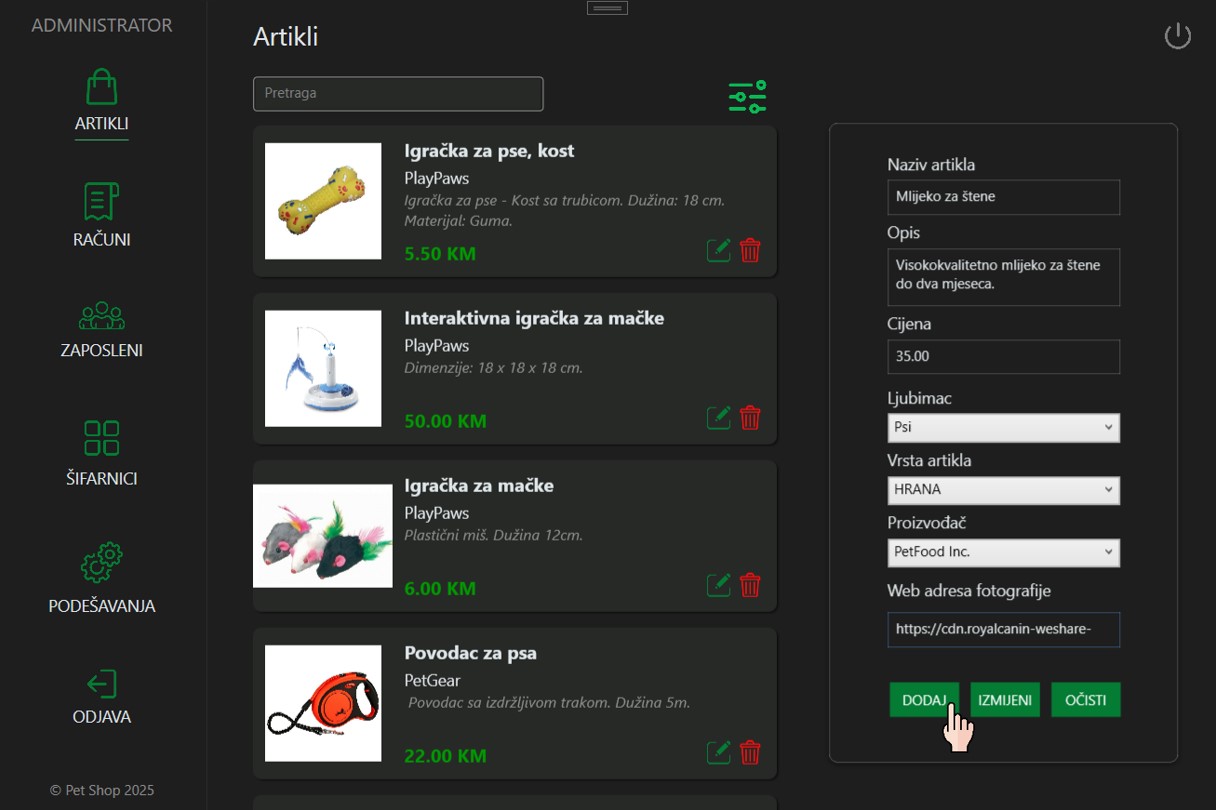 ADMINISTRATOR
ARTIKLI
RAČUNI
ZAPOSLENI
ŠIFARNICI
PODEŠAVANJA
ODJAVA
© Pet Shop 2025
Artikli
Pretraga
Igračka za pse, kost
PlayPaws
Igračka za pse - Kost sa trubicom. Dužina: 18 cm.
Materijal: Guma.
5.50 KM
Interaktivna igračka za mačke
PlayPaws
Dimenzije: 18 x 18 x 18 cm.
50.00 KM
Igračka za mačke
PlayPaws
Plastični miš. Dužina 12cm.
6.00 KM
Povodac za psa
PetGear
Povodac sa izdržljivom trakom. Dužina 5m.
22.00 KM
Naziv artikla
Mlijeko za štene
Opis
Visokokvalitetno mlijeko za štene
do dva mjeseca.
Cijena
35.00
Ljubimac
Psi
Vrsta artikla
HRANA
Proizvođač
PetFood Inc.
Web adresa fotografije
https://cdn.royalcanin-weshare-
DODAJ
IZMIJENI
OČISTI